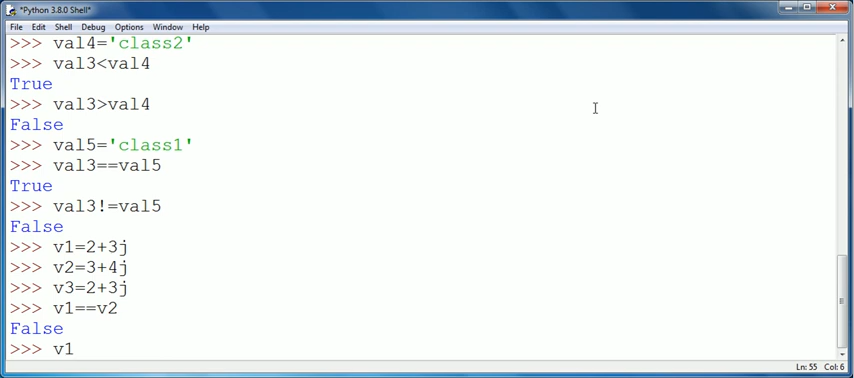 *Python 3.8.0 Shell*
File Edit Shell Debug Options Window Help
>>> val4='class2'
>>> val3<val4
True
>>> val3>val4
False
>>> val5='class1'
>>> val3==val5
True
>>> val3!=val5
False
>>> v1=2+3j
>>> v2=3+4j
>>> v3=2+3j
>>> v1==v2
False
>>> v1
Ln: 55 Col: 6